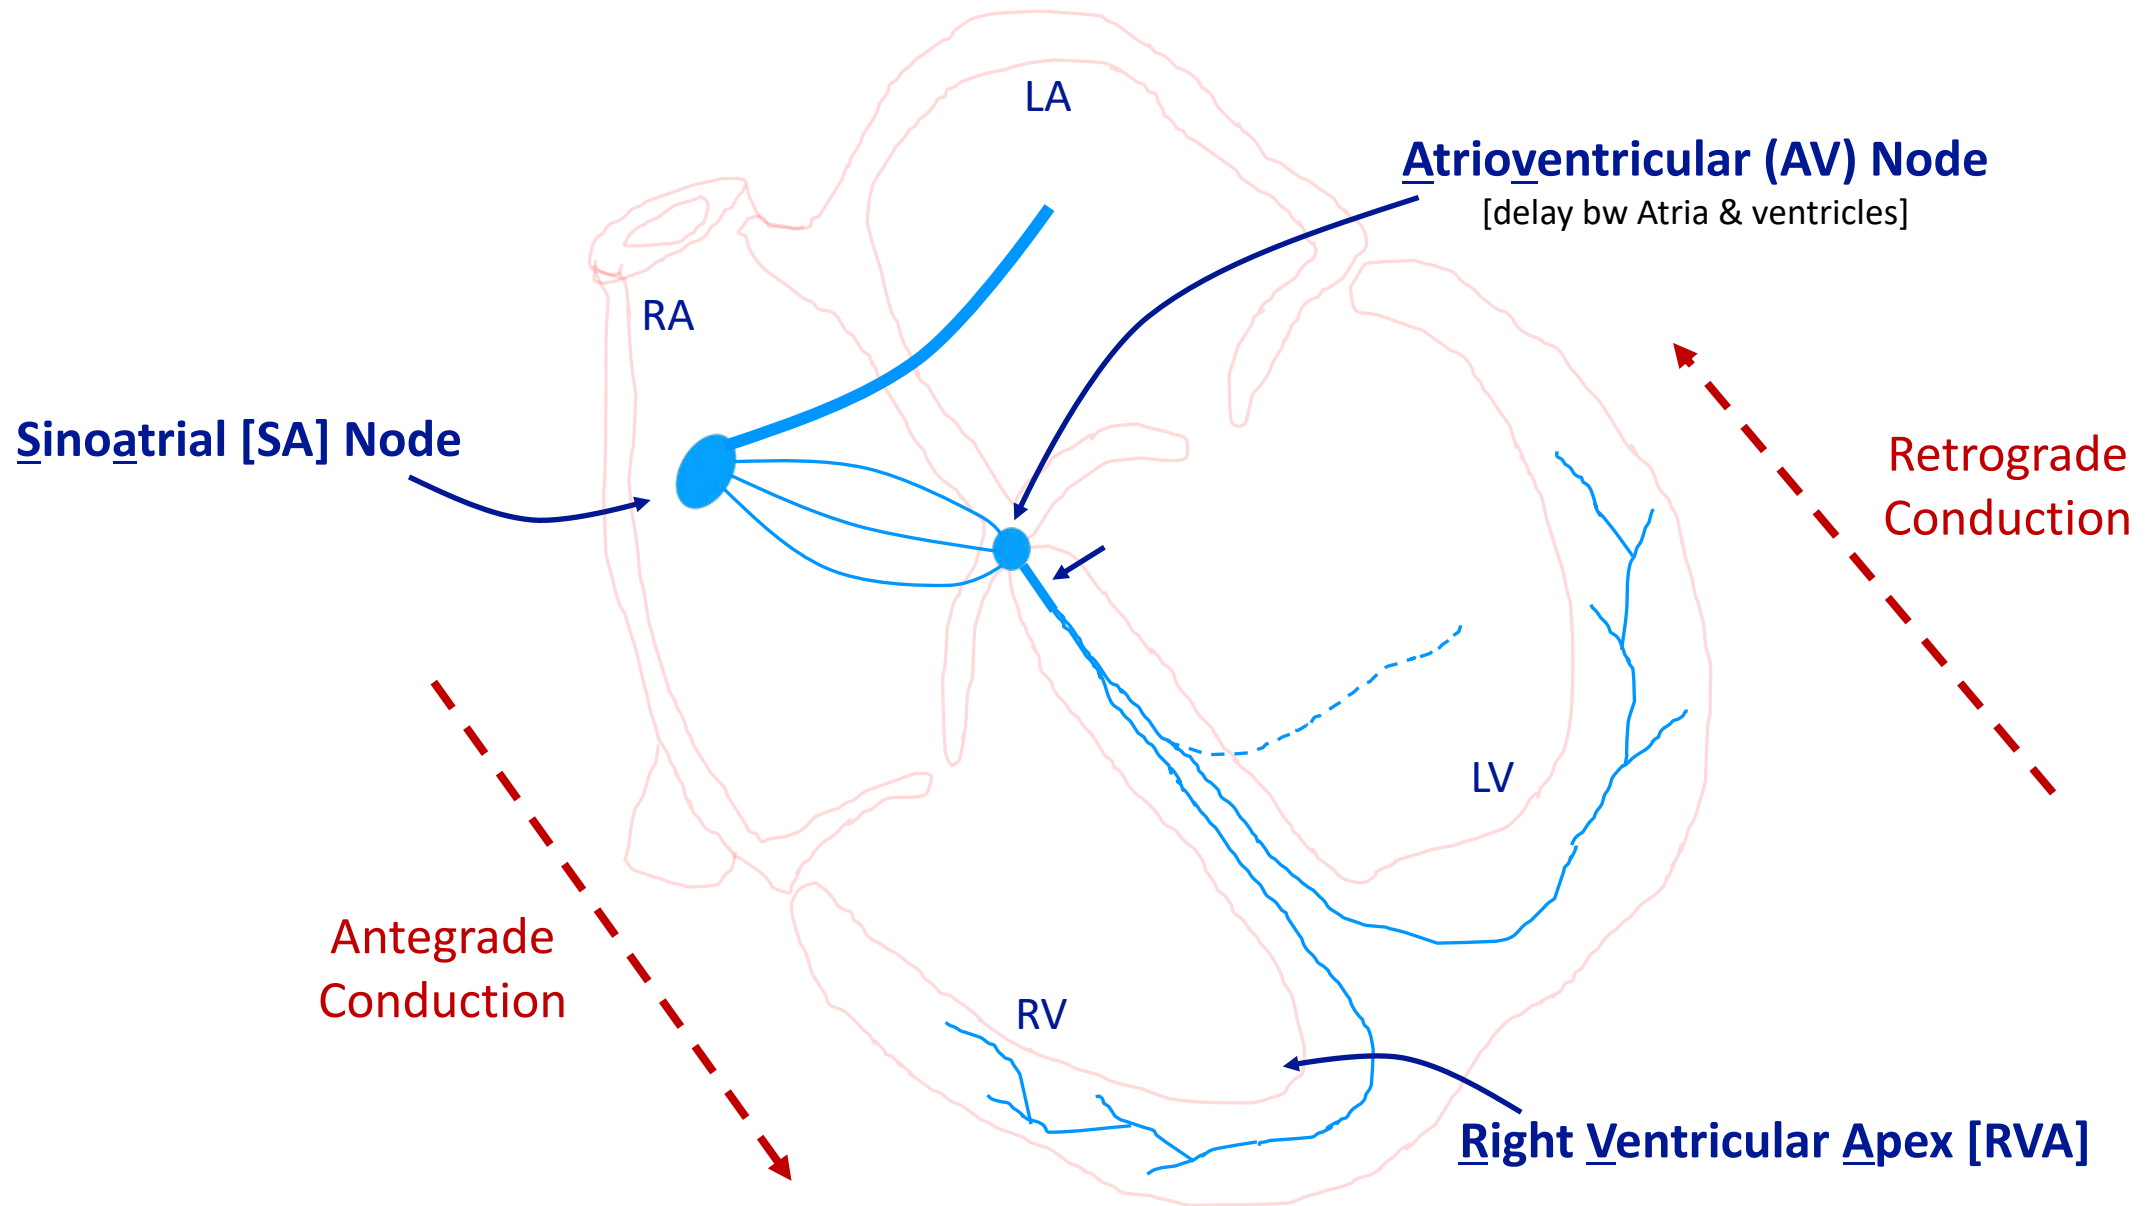 LA
Atrioventricular (AV) Node
[delay bw Atria & ventricles]
RA
Sinoatrial [SA] Node
Retrograde
Conduction
LV
Antegrade
Conduction
RV
Right Ventricular Apex [RVA]